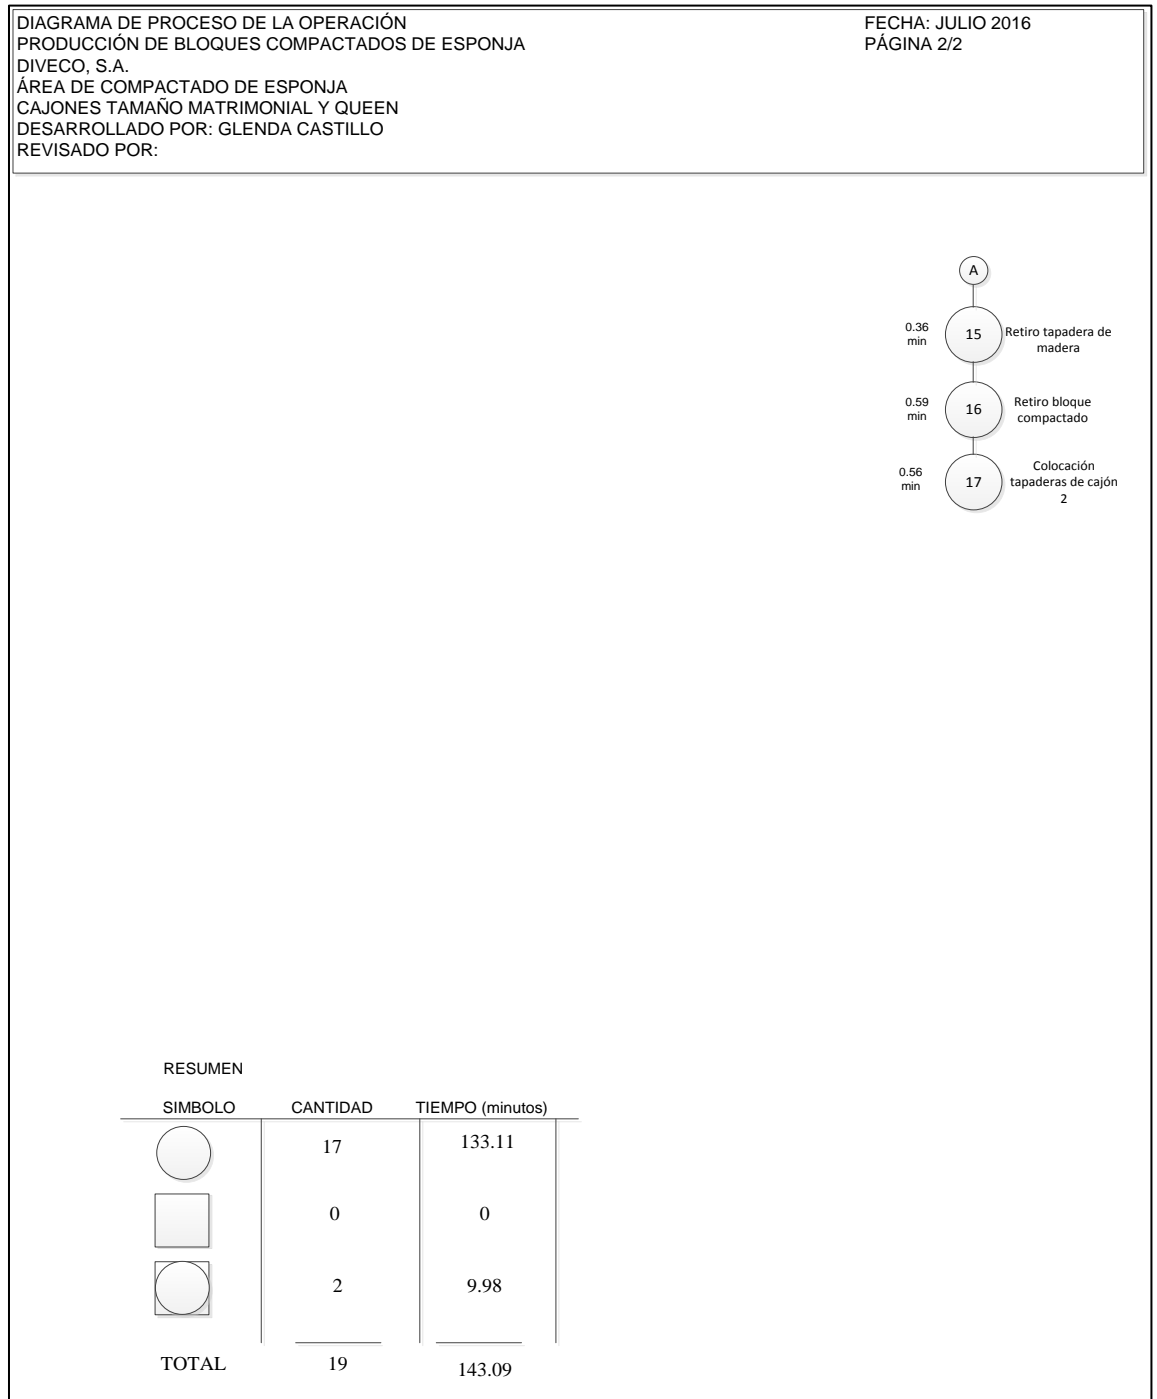 DIAGRAMA DE PROCESO DE LA OPERACIÓN FECHA: JULIO 2016
PRODUCCIÓN DE BLOQUES COMPACTADOS DE ESPONJA PÁGINA 2/2
DIVECO, S.A.
ÁREA DE COMPACTADO DE ESPONJA
CAJONES TAMAÑO MATRIMONIAL Y QUEEN
DESARROLLADO POR: GLENDA CASTILLO
REVISADO POR:
A
0.36
min
15
Retiro tapadera de
madera
0.59
min
16
Retiro bloque
compactado
0.56
min
17
Colocación
tapaderas de cajón
2
RESUMEN
SIMBOLO CANTIDAD TIEMPO (minutos)
17 133.11
0 0
2 9.98
TOTAL 19 143.09